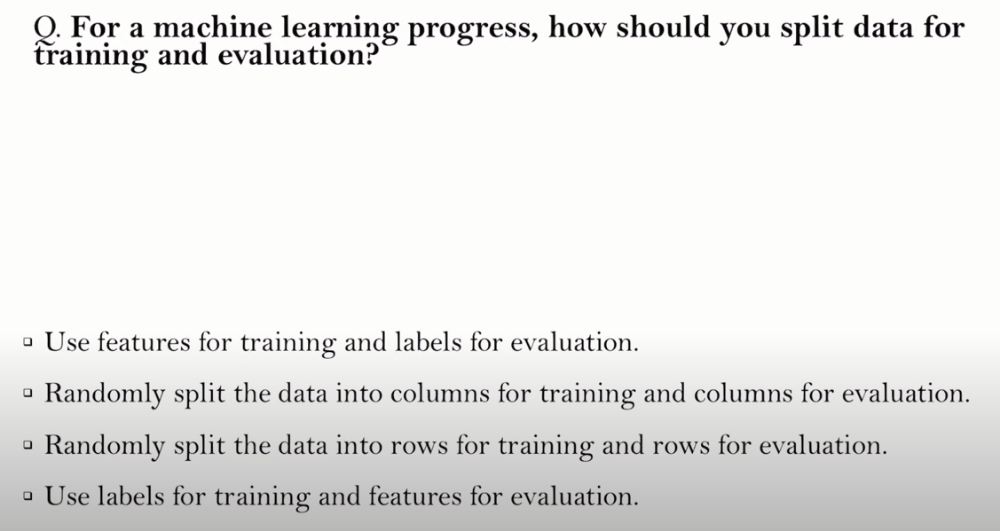 Q. For a machine learning progress, how should you split data for
training and evaluation?
▫ Use features for training and labels for evaluation.
▫ Randomly split the data into columns for training and columns for evaluation.
▫ Randomly split the data into rows for training and rows for evaluation.
▫ Use labels for training and features for evaluation.